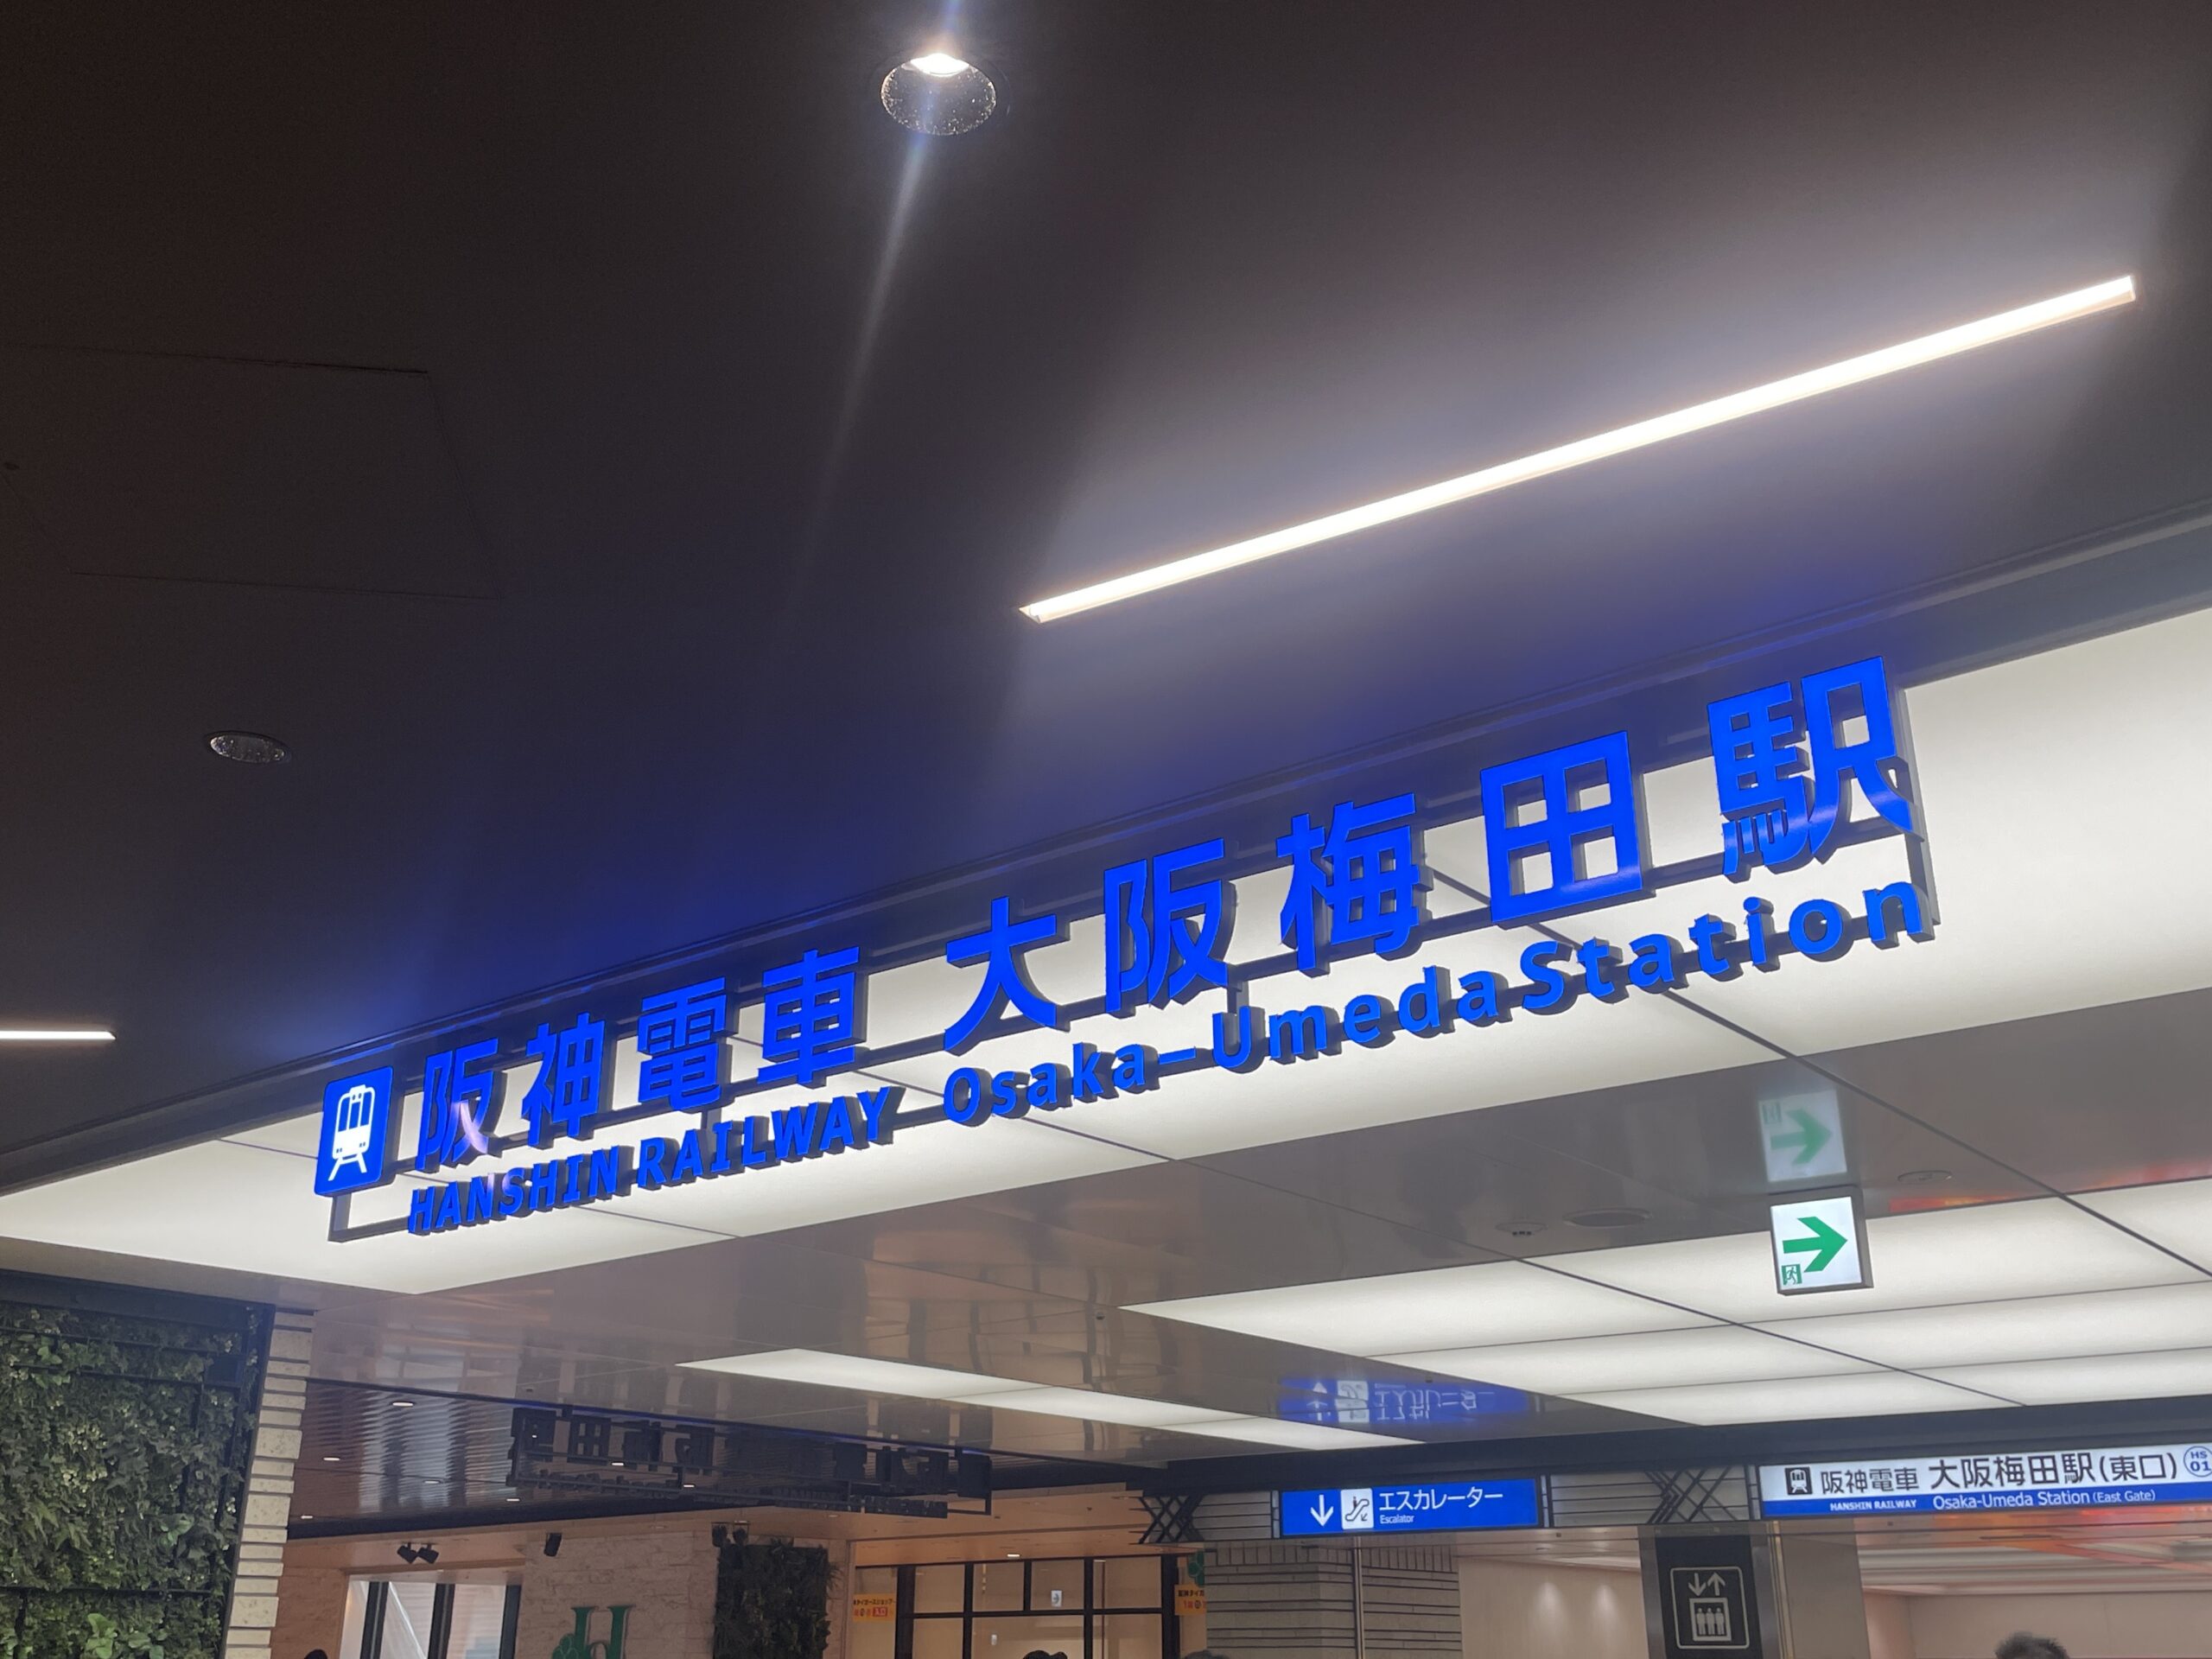 阪神電車 大阪梅田駅
HANSHIN RAILWAY Osaka-Umeda Station
エスカレーター
Escalator
阪神電車 大阪梅田駅(東口) HS 01
HANSHIN RAILWAY Osaka-Umeda Station (East Gate)